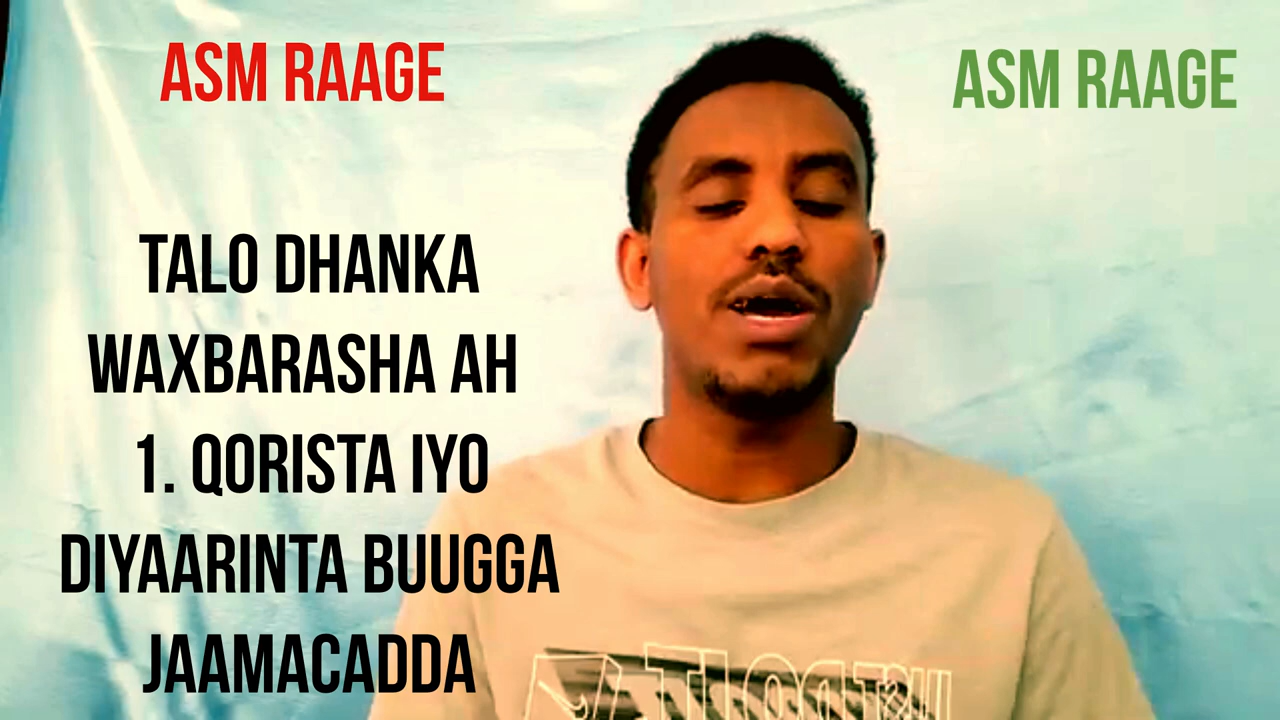 ASM RAAGE
ASM RAAGE
TALO DHANKA
WAXBARASHA AH
1. QORISTA IYO
DIYAARINTA BUUGGA
JAAMACADDA